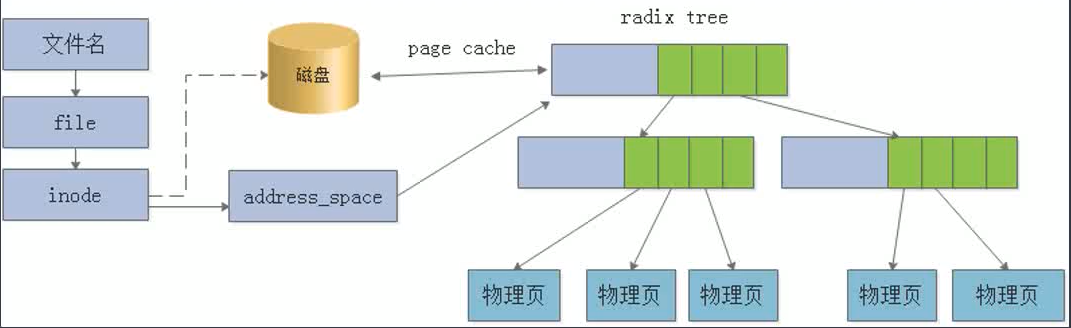 radix tree
文件名
page cache
磁盘
file
inode
address_space
物理页
物理页
物理页
物理页
物理页